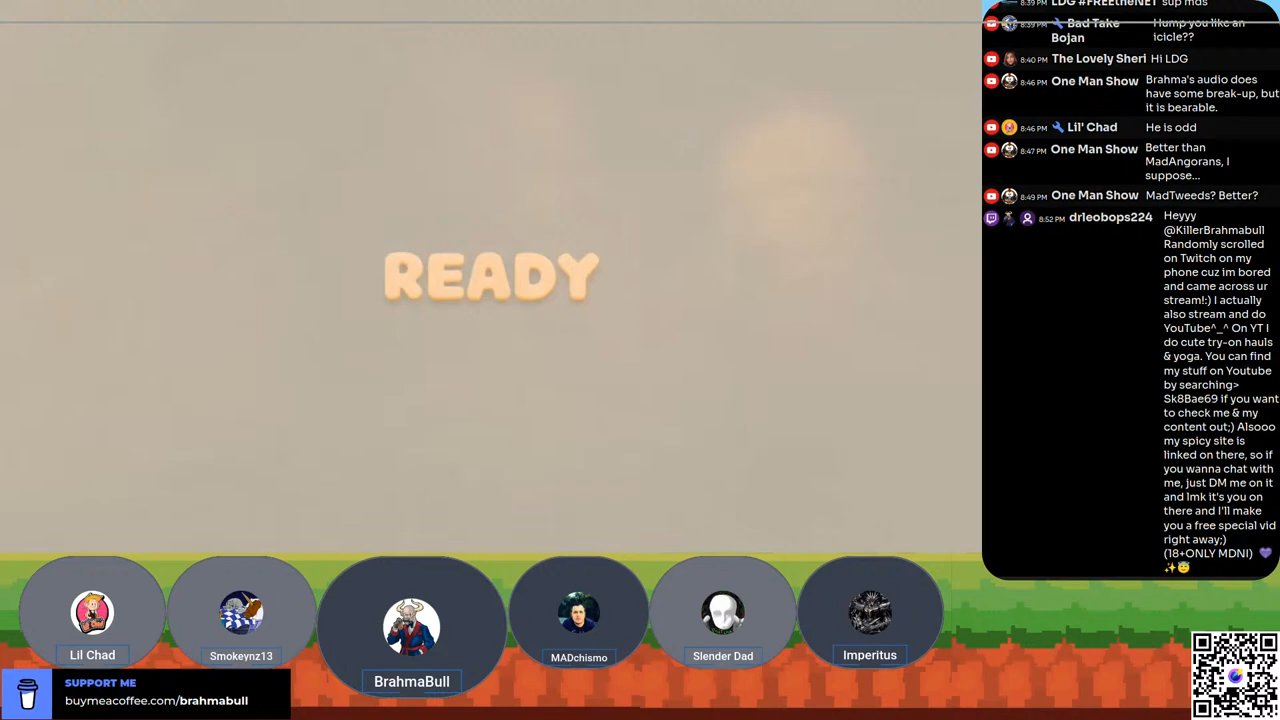 8:39 PM LDG #FREEtheNET sup mds
8:39 PM Bad Take Bojan Hump you like an
icicle??
8:40 PM The Lovely Sheri Hi LDG
8:46 PM One Man Show Brahma's audio does
have some break-up, but
it is bearable.
8:46 PM Lil' Chad He is odd
8:47 PM One Man Show Better than
MadAngorans, I
suppose...
8:49 PM One Man Show MadTweeds? Better?
8:52 PM drleobops224 Heyyy
@KillerBrahmabull
Randomly scrolled
on Twitch on my
phone cuz im bored
and came across ur
stream!:) I actually
also stream and do
YouTube^_^ On YT I
do cute try-on hauls
& yoga. You can find
my stuff on Youtube
by searching>
Sk8Bae69 if you want
to check me & my
content out;) Alsooo
my spicy site is
linked on there, so if
you wanna chat with
me, just DM me on it
and lmk it's you on
there and I'll make
you a free special vid
right away;)
(18+ONLY MDNI) 💜
✨😇
READY
Lil Chad
Smokeynz13
BrahmaBull
MADchismo
Slender Dad
Imperitus
SUPPORT ME
buymeacoffee.com/brahmabull